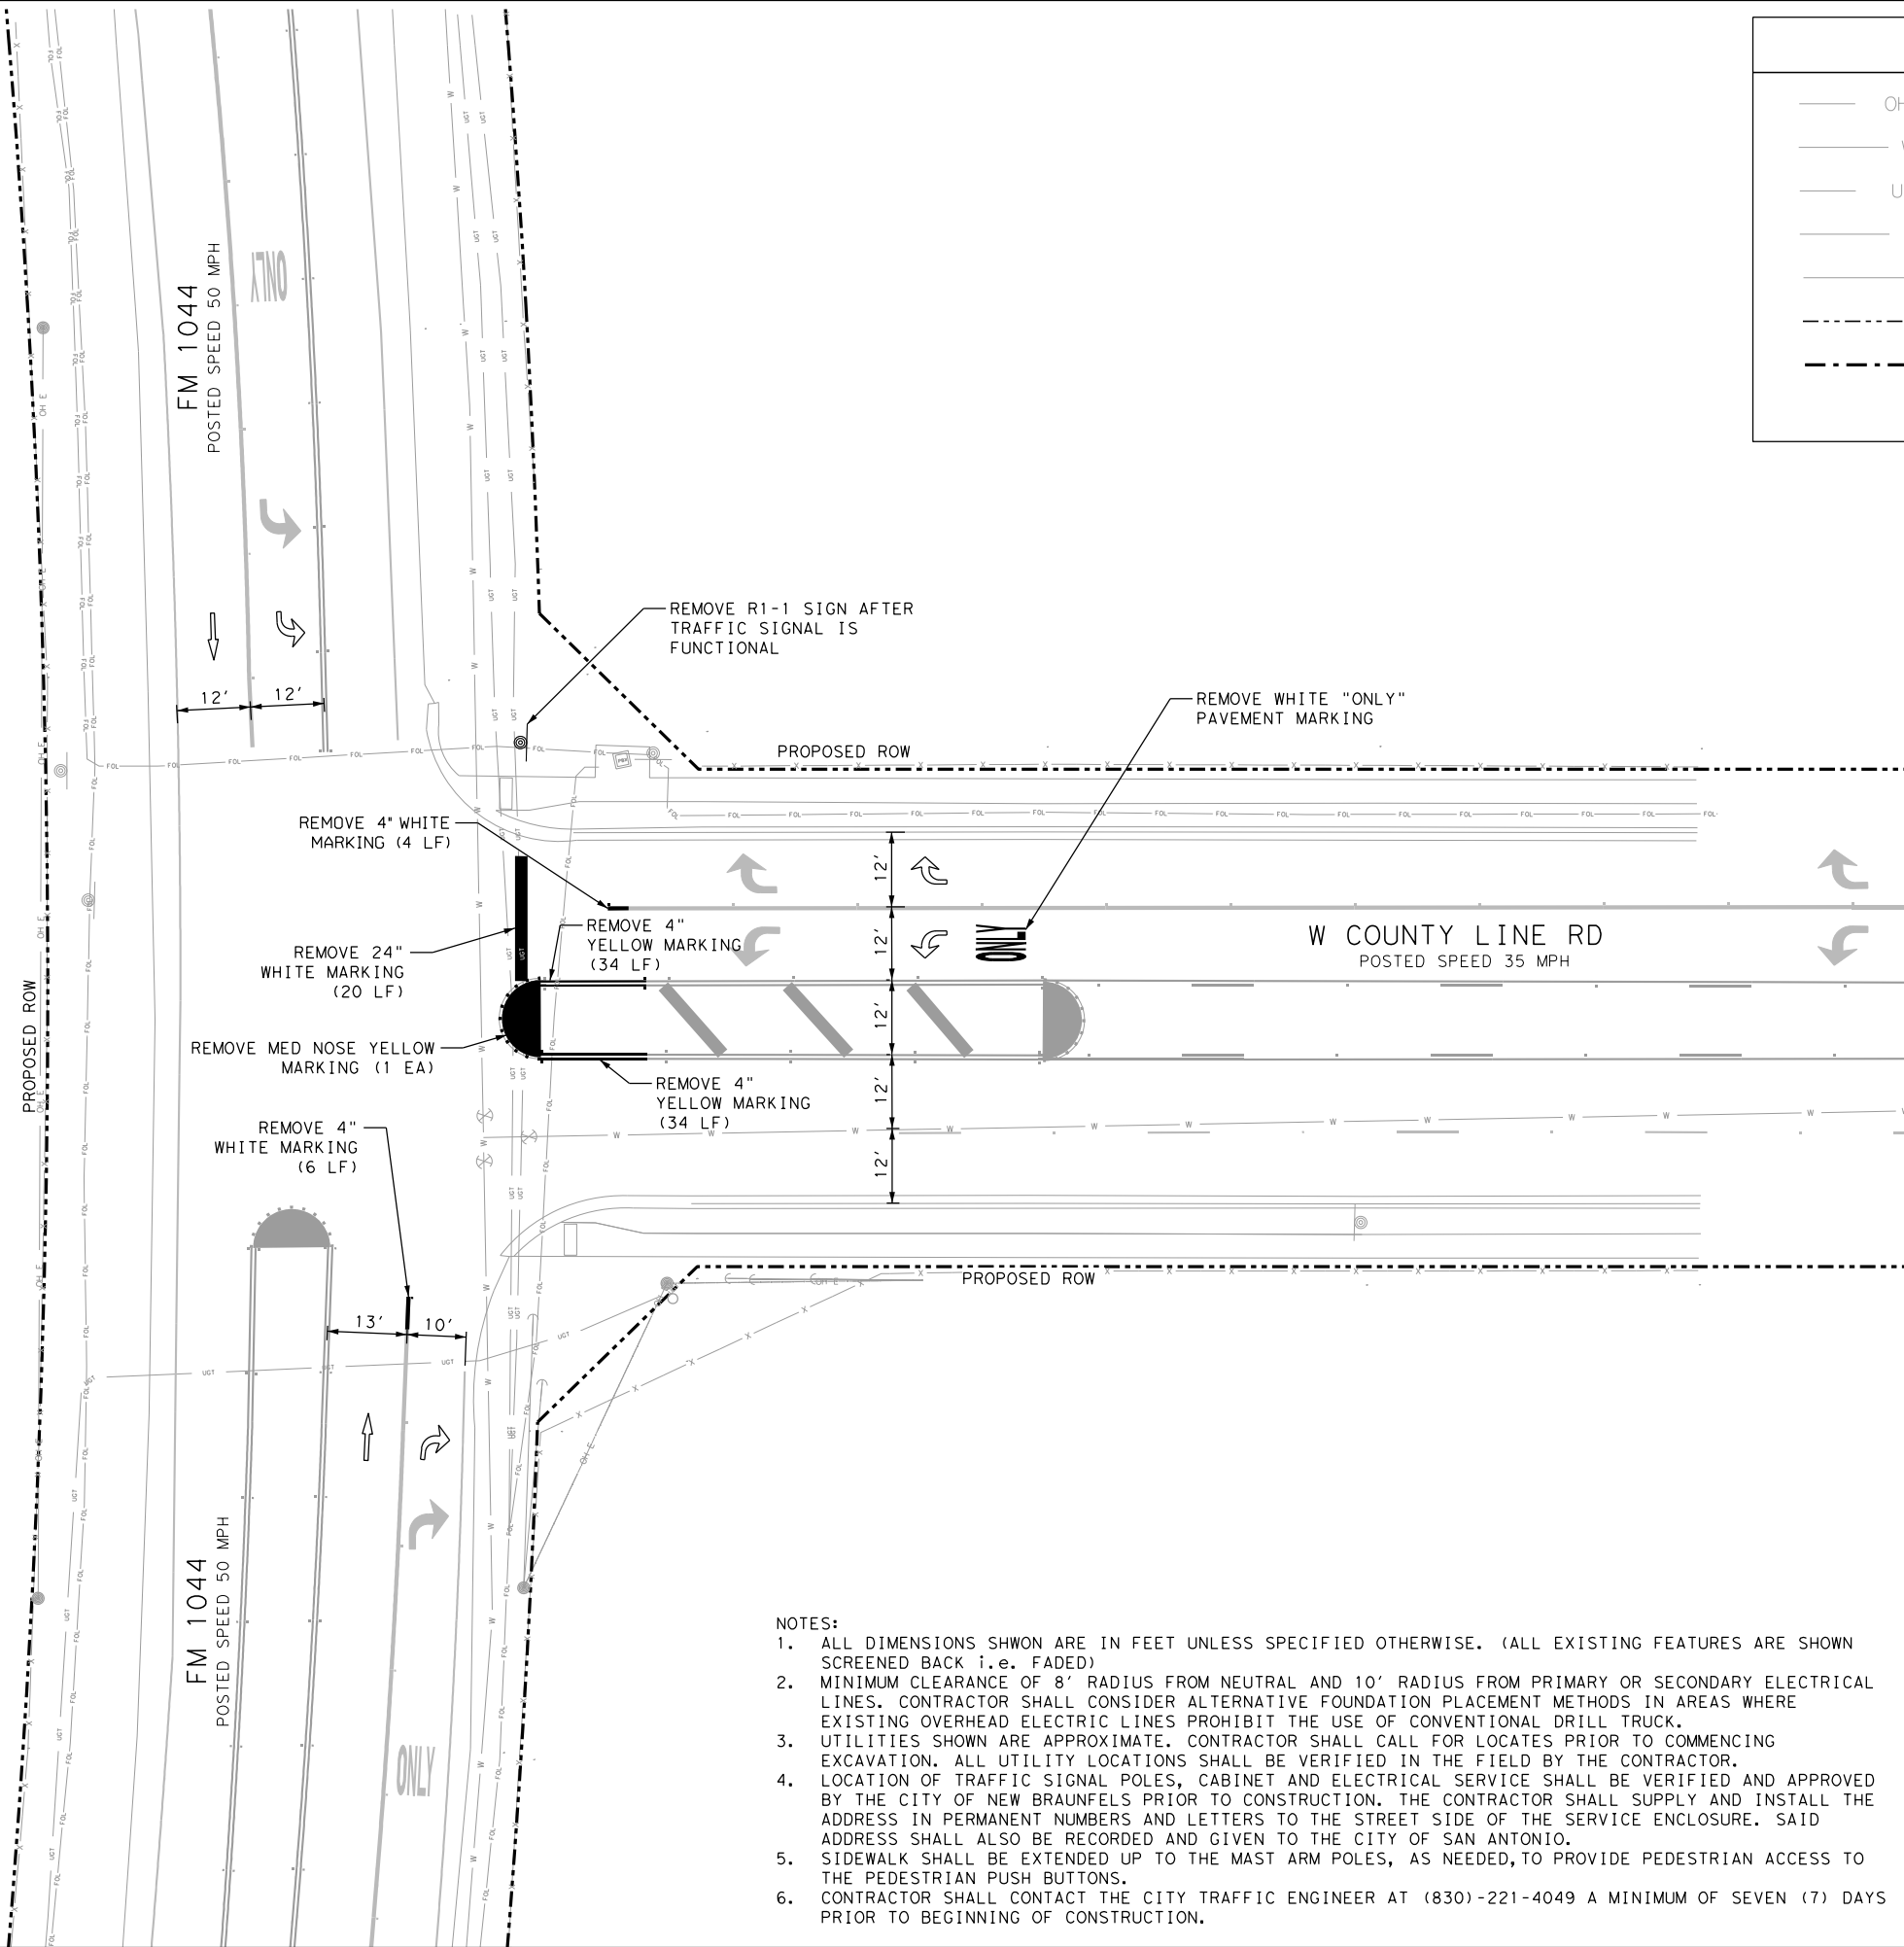 FM 1044
POSTED SPEED 50 MPH
ONLY
12'
12'
REMOVE R1-1 SIGN AFTER
TRAFFIC SIGNAL IS
FUNCTIONAL
REMOVE WHITE "ONLY"
PAVEMENT MARKING
PROPOSED ROW
REMOVE 4" WHITE
MARKING (4 LF)
REMOVE 24"
WHITE MARKING
(20 LF)
REMOVE 4"
YELLOW MARKING
(34 LF)
ONLY
W COUNTY LINE RD
POSTED SPEED 35 MPH
12'
12'
12'
12'
12'
PROPOSED ROW
REMOVE MED NOSE YELLOW
MARKING (1 EA)
REMOVE 4"
YELLOW MARKING
(34 LF)
REMOVE 4"
WHITE MARKING
(6 LF)
PROPOSED ROW
13'
10'
FM 1044
POSTED SPEED 50 MPH
ONLY
NOTES:
1. ALL DIMENSIONS SHWON ARE IN FEET UNLESS SPECIFIED OTHERWISE. (ALL EXISTING FEATURES ARE SHOWN
SCREENED BACK i.e. FADED)
2. MINIMUM CLEARANCE OF 8' RADIUS FROM NEUTRAL AND 10' RADIUS FROM PRIMARY OR SECONDARY ELECTRICAL
LINES. CONTRACTOR SHALL CONSIDER ALTERNATIVE FOUNDATION PLACEMENT METHODS IN AREAS WHERE
EXISTING OVERHEAD ELECTRIC LINES PROHIBIT THE USE OF CONVENTIONAL DRILL TRUCK.
3. UTILITIES SHOWN ARE APPROXIMATE. CONTRACTOR SHALL CALL FOR LOCATES PRIOR TO COMMENCING
EXCAVATION. ALL UTILITY LOCATIONS SHALL BE VERIFIED IN THE FIELD BY THE CONTRACTOR.
4. LOCATION OF TRAFFIC SIGNAL POLES, CABINET AND ELECTRICAL SERVICE SHALL BE VERIFIED AND APPROVED
BY THE CITY OF NEW BRAUNFELS PRIOR TO CONSTRUCTION. THE CONTRACTOR SHALL SUPPLY AND INSTALL THE
ADDRESS IN PERMANENT NUMBERS AND LETTERS TO THE STREET SIDE OF THE SERVICE ENCLOSURE. SAID
ADDRESS SHALL ALSO BE RECORDED AND GIVEN TO THE CITY OF SAN ANTONIO.
5. SIDEWALK SHALL BE EXTENDED UP TO THE MAST ARM POLES, AS NEEDED, TO PROVIDE PEDESTRIAN ACCESS TO
THE PEDESTRIAN PUSH BUTTONS.
6. CONTRACTOR SHALL CONTACT THE CITY TRAFFIC ENGINEER AT (830)-221-4049 A MINIMUM OF SEVEN (7) DAYS
PRIOR TO BEGINNING OF CONSTRUCTION.